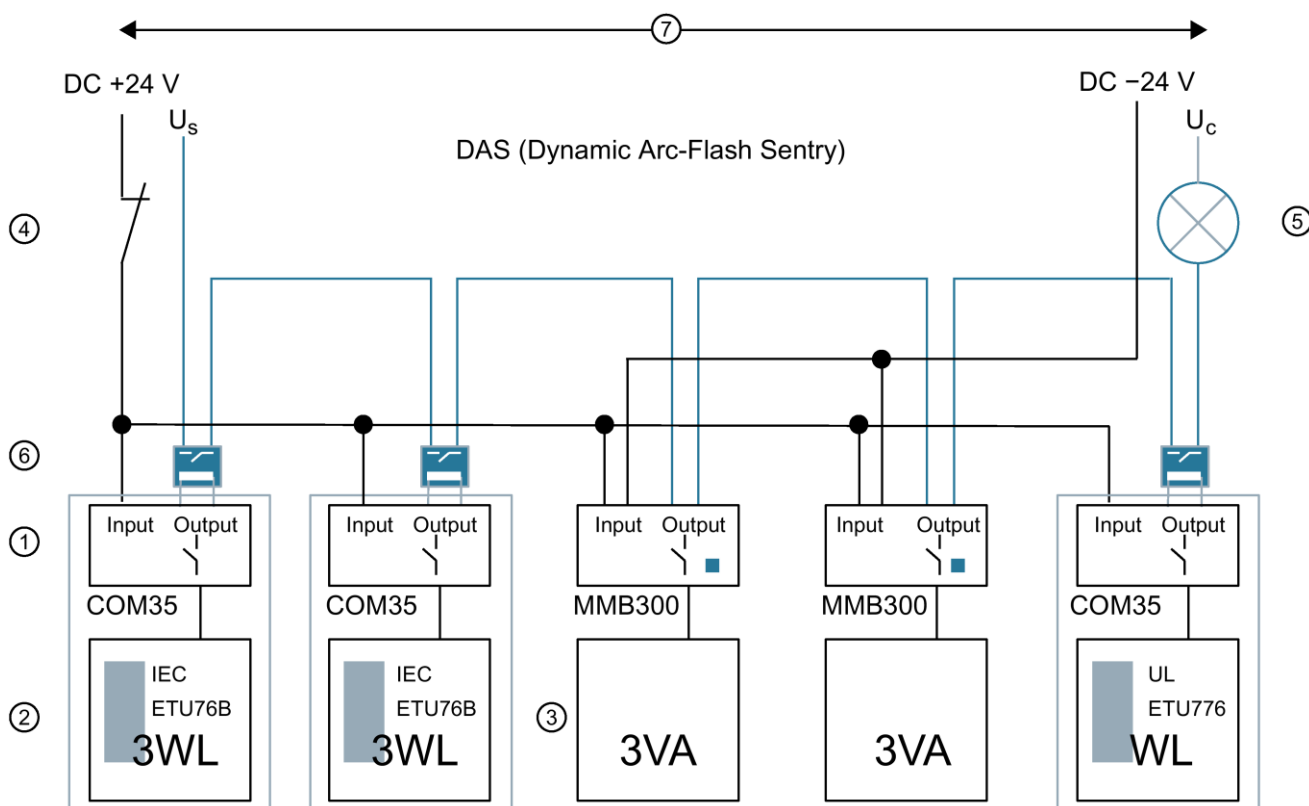 ⑦
DC +24 V
DC −24 V
Us
Uc
DAS (Dynamic Arc-Flash Sentry)
④
⑤
⑥
①
Input Output
Input Output
Input Output
Input Output
Input Output
COM35
COM35
MMB300
MMB300
COM35
②
IEC
ETU76B
3WL
IEC
ETU76B
3WL
③
3VA
3VA
UL
ETU776
WL